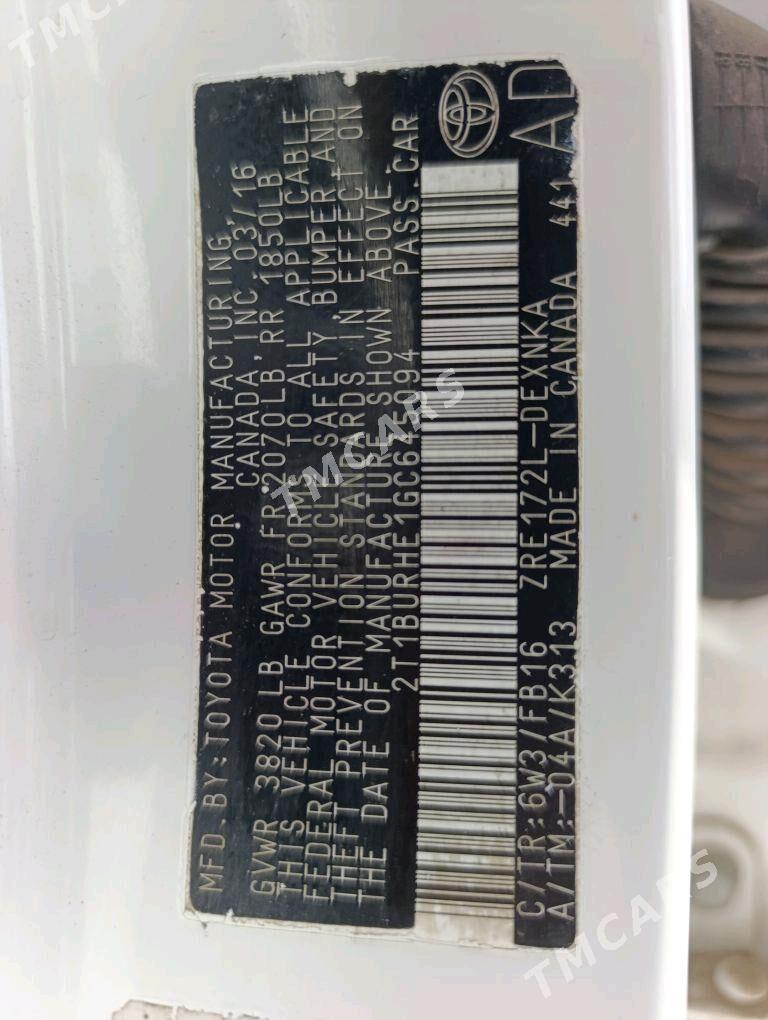 MFD. BY: TOYOTA MOTOR MANUFACTURING,
CANADA, INC. 03/16
GVWR 3820 LB GAWR FR 2070LB, RR 1850LB
THIS VEHICLE CONFORMS TO ALL APPLICABLE
FEDERAL MOTOR VEHICLE SAFETY, BUMPER AND
THEFT PREVENTION STANDARDS IN EFFECT ON
THE DATE OF MANUFACTURE SHOWN ABOVE.
PASS. CAR
C/TR:6W3/FB16 ZRE172L-DEXNKA AD
A/TM:-04A/K313 MADE IN CANADA 441
TMCARS
TMCARS
TMCARS
TMCARS